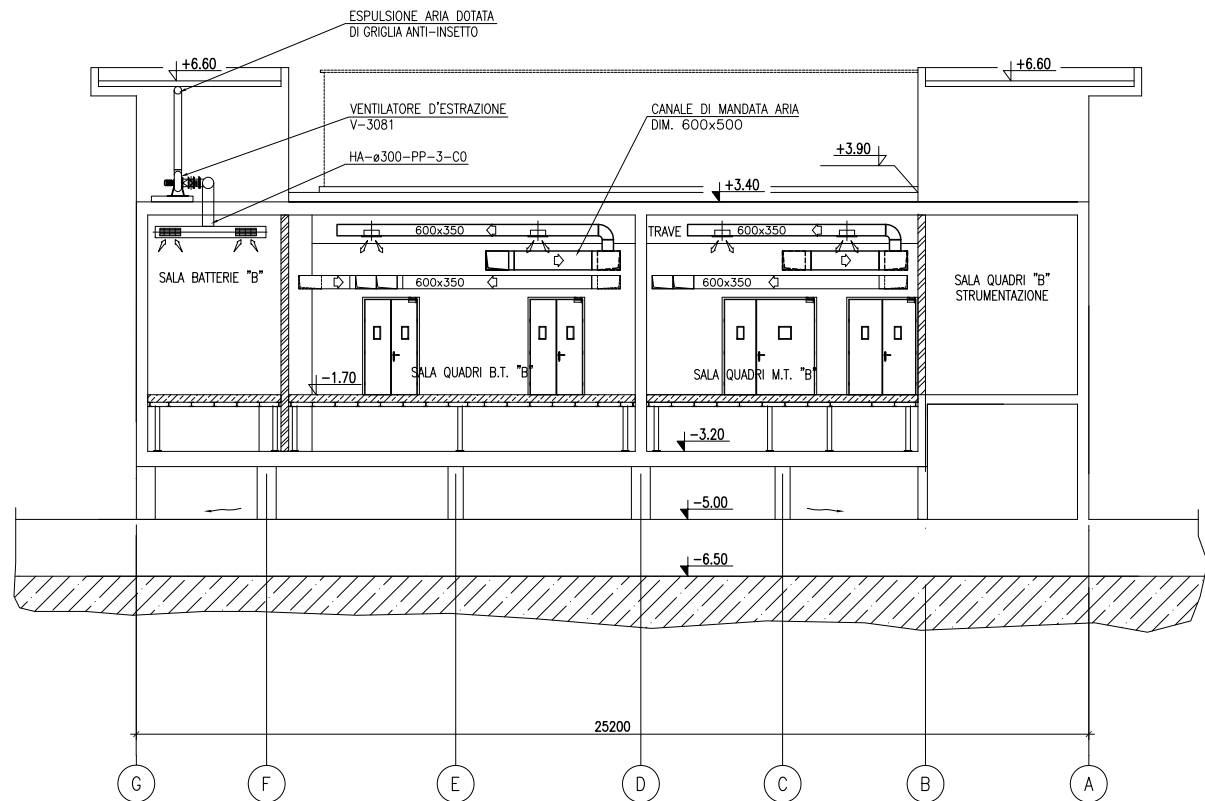 ESPULSIONE ARIA DOTATA
DI GRIGLIA ANTI-INSETTO
+6.60
+6.60
VENTILATORE D'ESTRAZIONE
V-3081
CANALE DI MANDATA ARIA
DIM. 600x500
HA-ø300-PP-3-C0
+3.90
+3.40
600x350
TRAVE
600x350
SALA BATTERIE "B"
600x350
600x350
SALA QUADRI "B"
STRUMENTAZIONE
SALA QUADRI B.T. "B"
SALA QUADRI M.T. "B"
-1.70
-3.20
-5.00
-6.50
25200
G
F
E
D
C
B
A